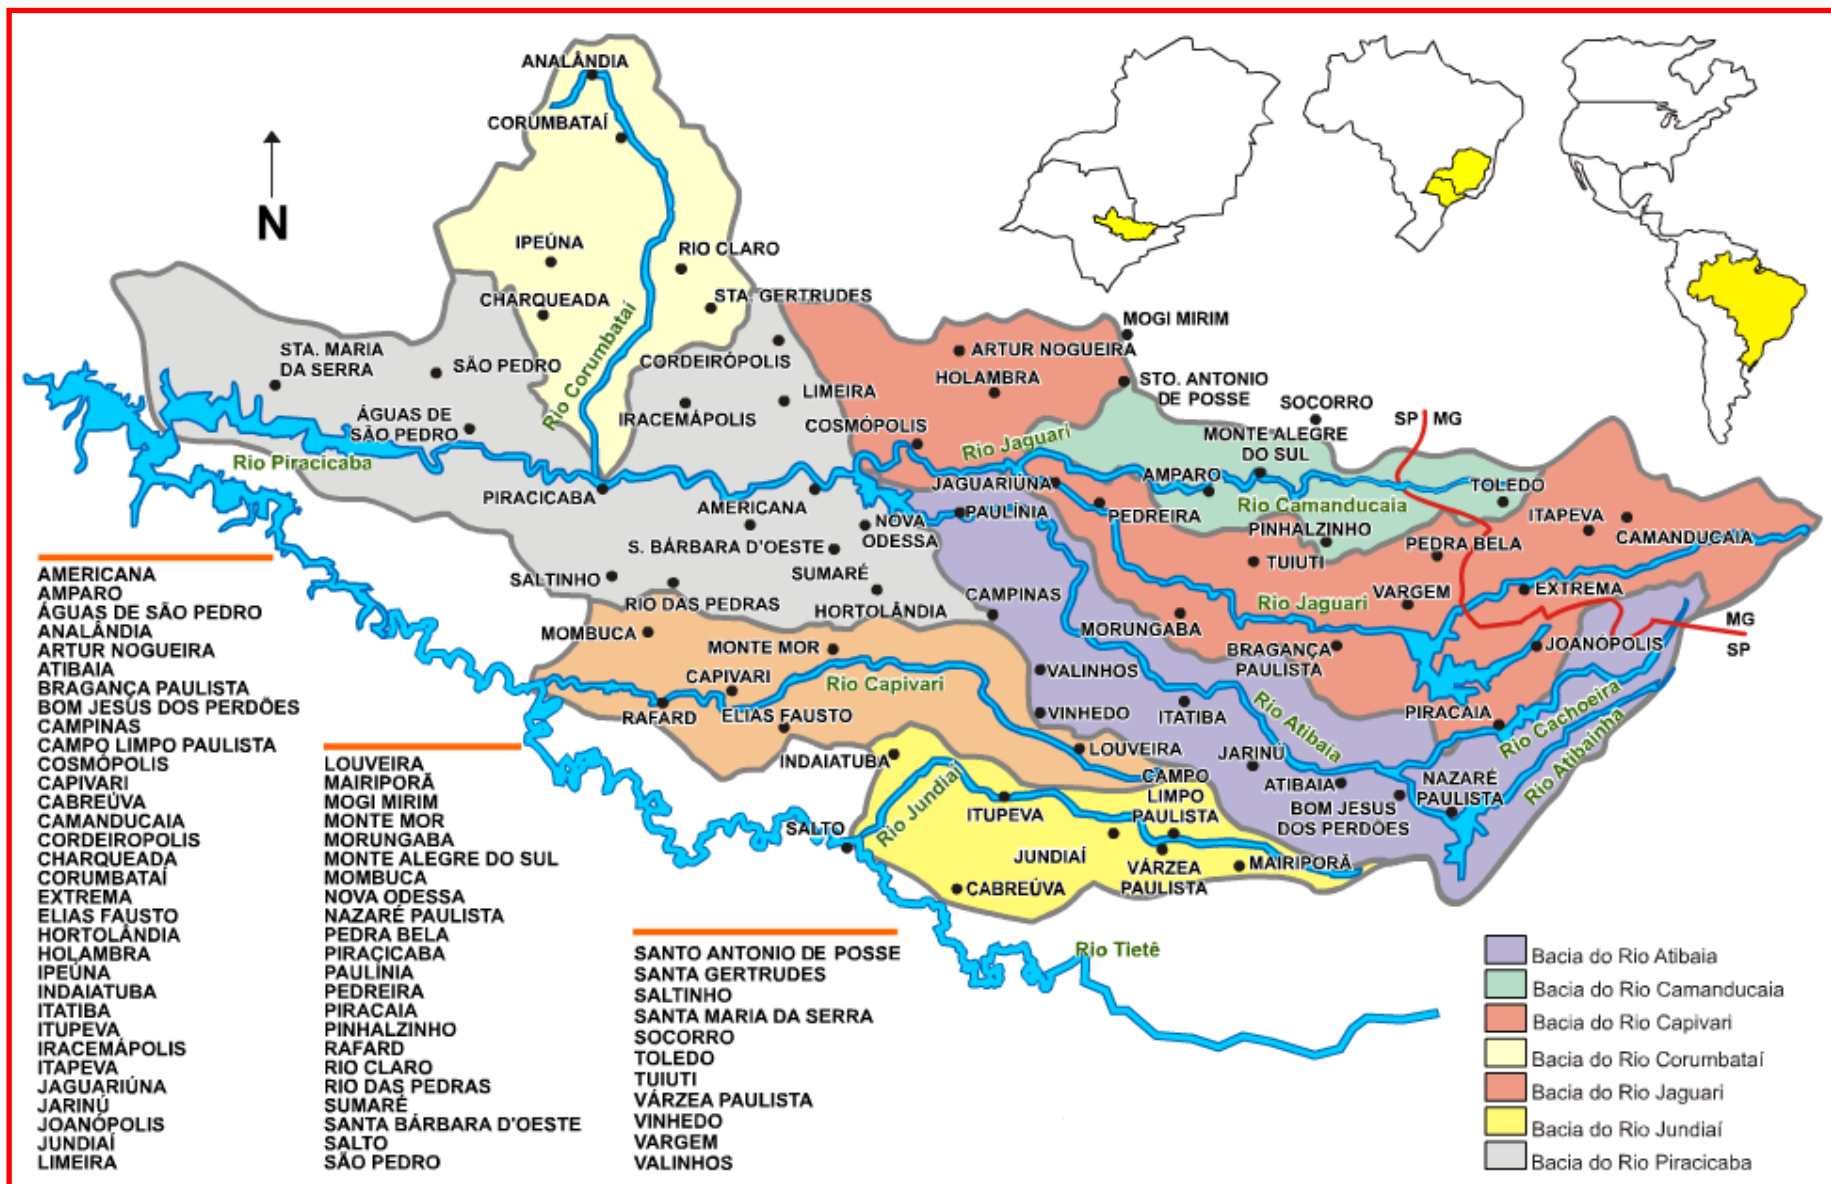 ANALÂNDIA
CORUMBATAÍ
N
IPEÚNA
RIO CLARO
CHARQUEADA
STA. GERTRUDES
Rio Corumbataí
STA. MARIA
DA SERRA
SÃO PEDRO
CORDEIRÓPOLIS
LIMEIRA
IRACEMÁPOLIS
ÁGUAS DE
SÃO PEDRO
Rio Piracicaba
PIRACICABA
AMERICANA
NOVA
ODESSA
S. BÁRBARA D'OESTE
SUMARÉ
SALTINHO
RIO DAS PEDRAS
HORTOLÂNDIA
MOGI MIRIM
ARTUR NOGUEIRA
HOLAMBRA
STO. ANTONIO
DE POSSE
COSMÓPOLIS
Rio Jaguari
SOCORRO
SP
MG
MONTE ALEGRE
DO SUL
AMPARO
Rio Camanducaia
TOLEDO
JAGUARIÚNA
PAULÍNIA
PEDREIRA
PINHALZINHO
TUIUTI
PEDRA BELA
ITAPEVA
CAMANDUCAIA
CAMPINAS
MORUNGABA
Rio Jaguari
VARGEM
EXTREMA
BRAGANÇA
PAULISTA
JOANÓPOLIS
MG
SP
MOMBUCA
MONTE MOR
CAPIVARI
Rio Capivari
RAFARD
ELIAS FAUSTO
VALINHOS
VINHEDO
ITATIBA
Rio Atibaia
PIRACAIA
Rio Cachoeira
Rio Atibainha
LOUVEIRA
JARINÚ
ATIBAIA
NAZARÉ
PAULISTA
BOM JESUS
DOS PERDÕES
INDAIATUBA
Rio Jundiaí
CAMPO
LIMPO
PAULISTA
ITUPEVA
SALTO
JUNDIAÍ
VÁRZEA
PAULISTA
MAIRIPORÃ
CABREÚVA
Rio Tietê
AMERICANA
AMPARO
ÁGUAS DE SÃO PEDRO
ANALÂNDIA
ARTUR NOGUEIRA
ATIBAIA
BRAGANÇA PAULISTA
BOM JESÚS DOS PERDÕES
CAMPINAS
CAMPO LIMPO PAULISTA
COSMÓPOLIS
CAPIVARI
CABREÚVA
CAMANDUCAIA
CORDEIROPOLIS
CHARQUEADA
CORUMBATAÍ
EXTREMA
ELIAS FAUSTO
HORTOLÂNDIA
HOLAMBRA
IPEÚNA
INDAIATUBA
ITATIBA
ITUPEVA
IRACEMÁPOLIS
ITAPEVA
JAGUARIÚNA
JARINÚ
JOANÓPOLIS
JUNDIAÍ
LIMEIRA
LOUVEIRA
MAIRIPORÃ
MOGI MIRIM
MONTE MOR
MORUNGABA
MONTE ALEGRE DO SUL
MOMBUCA
NOVA ODESSA
NAZARÉ PAULISTA
PEDRA BELA
PIRAÇICABA
PAULÍNIA
PEDREIRA
PIRACAIA
PINHALZINHO
RAFARD
RIO CLARO
RIO DAS PEDRAS
SUMARÉ
SANTA BÁRBARA D'OESTE
SALTO
SÃO PEDRO
SANTO ANTONIO DE POSSE
SANTA GERTRUDES
SALTINHO
SANTA MARIA DA SERRA
SOCORRO
TOLEDO
TUIUTI
VÁRZEA PAULISTA
VINHEDO
VARGEM
VALINHOS
Bacia do Rio Atibaia
Bacia do Rio Camanducaia
Bacia do Rio Capivari
Bacia do Rio Corumbataí
Bacia do Rio Jaguari
Bacia do Rio Jundiaí
Bacia do Rio Piracicaba